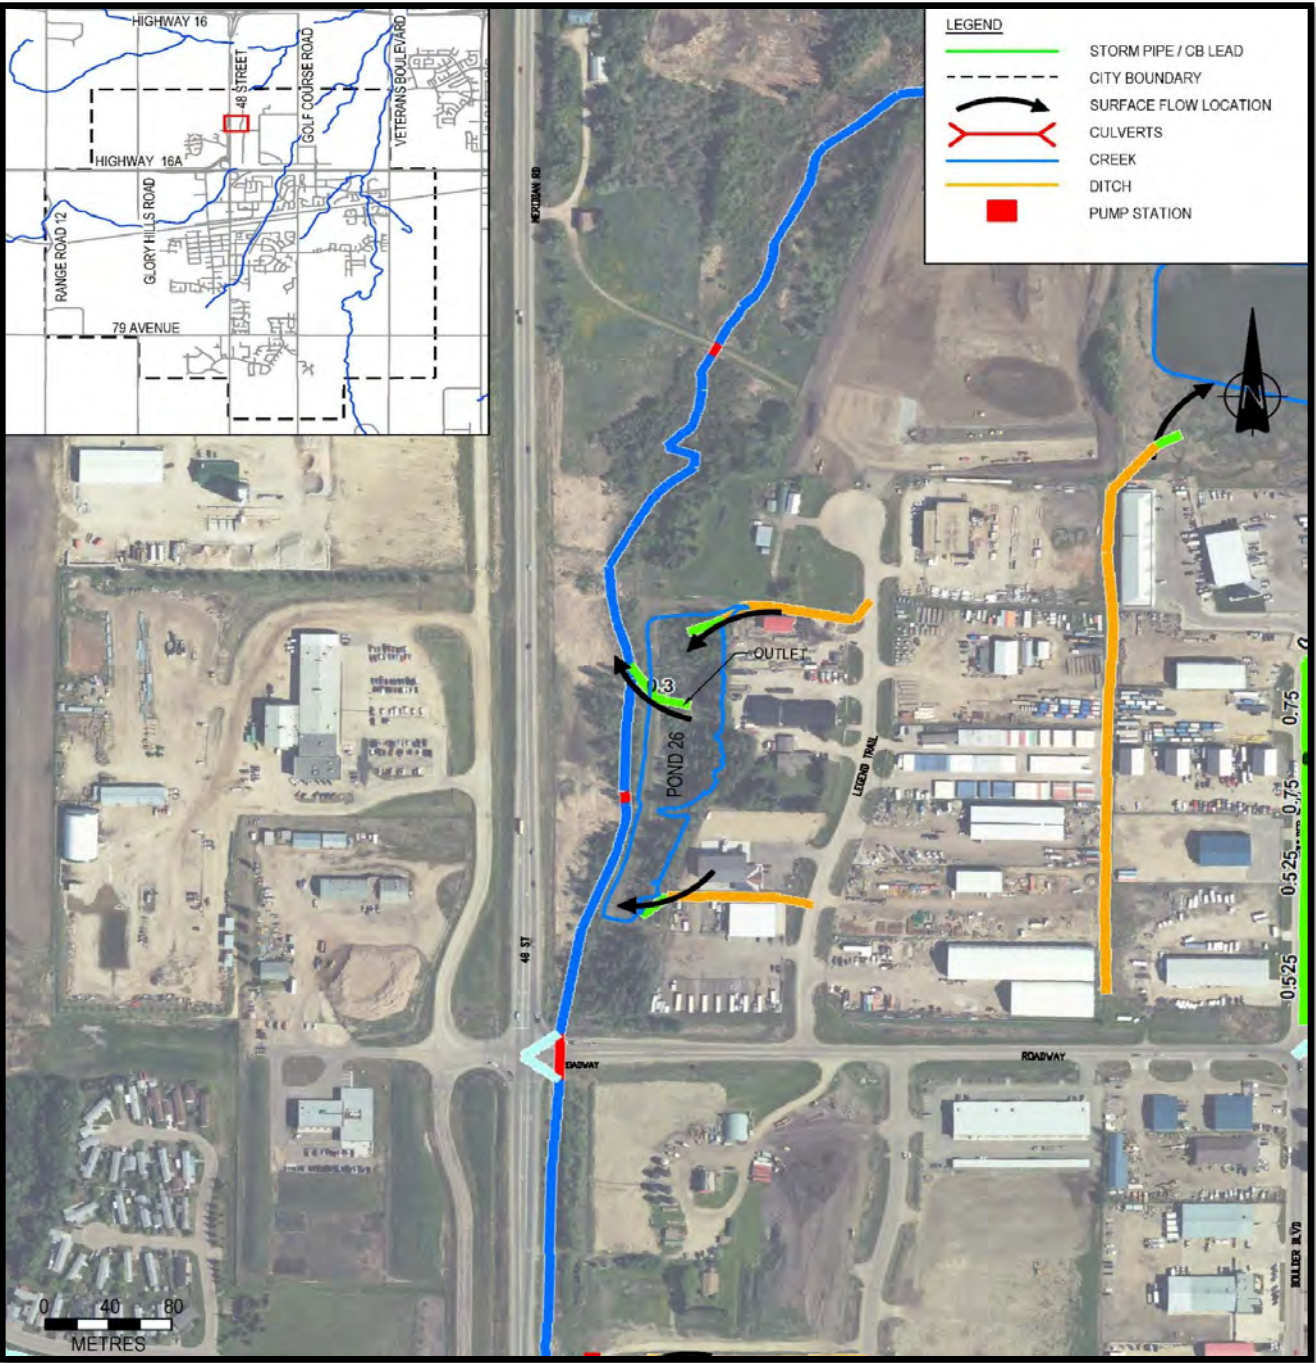 HIGHWAY 16
48 STREET
GOLF COURSE ROAD
VETERANS BOULEVARD
HIGHWAY 16A
RANGE ROAD 12
GLORY HILLS ROAD
79 AVENUE
LEGEND
STORM PIPE / CB LEAD
CITY BOUNDARY
SURFACE FLOW LOCATION
CULVERTS
CREEK
DITCH
PUMP STATION
N
MERIDIAN RD
OUTLET
0.3
POND 26
LEGEND TRAIL
0.75
0.75
0.525
0.525
48 ST
ROADWAY
BOULDER BLVD
0 40 80
METRES